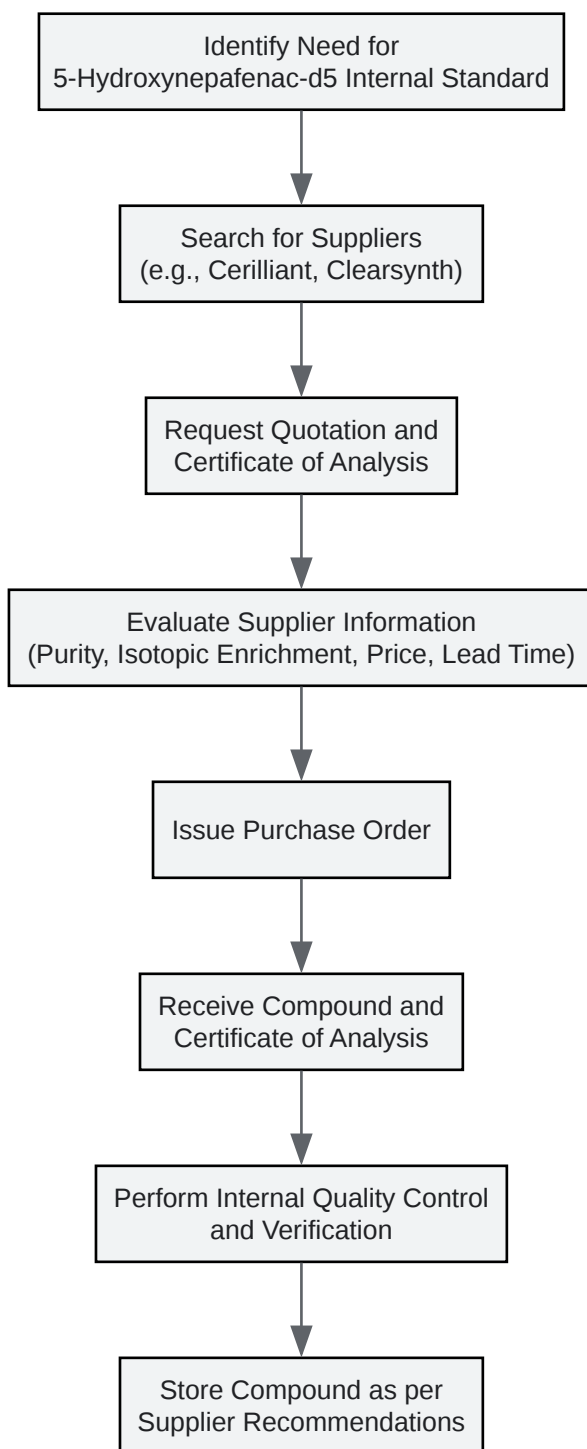 Identify Need for
5-Hydroxynepafenac-d5 Internal Standard
Search for Suppliers
(e.g., Cerilliant, Clearsynth)
Request Quotation and
Certificate of Analysis
Evaluate Supplier Information
(Purity, Isotopic Enrichment, Price, Lead Time)
Issue Purchase Order
Receive Compound and
Certificate of Analysis
Perform Internal Quality Control
and Verification
Store Compound as per
Supplier Recommendations